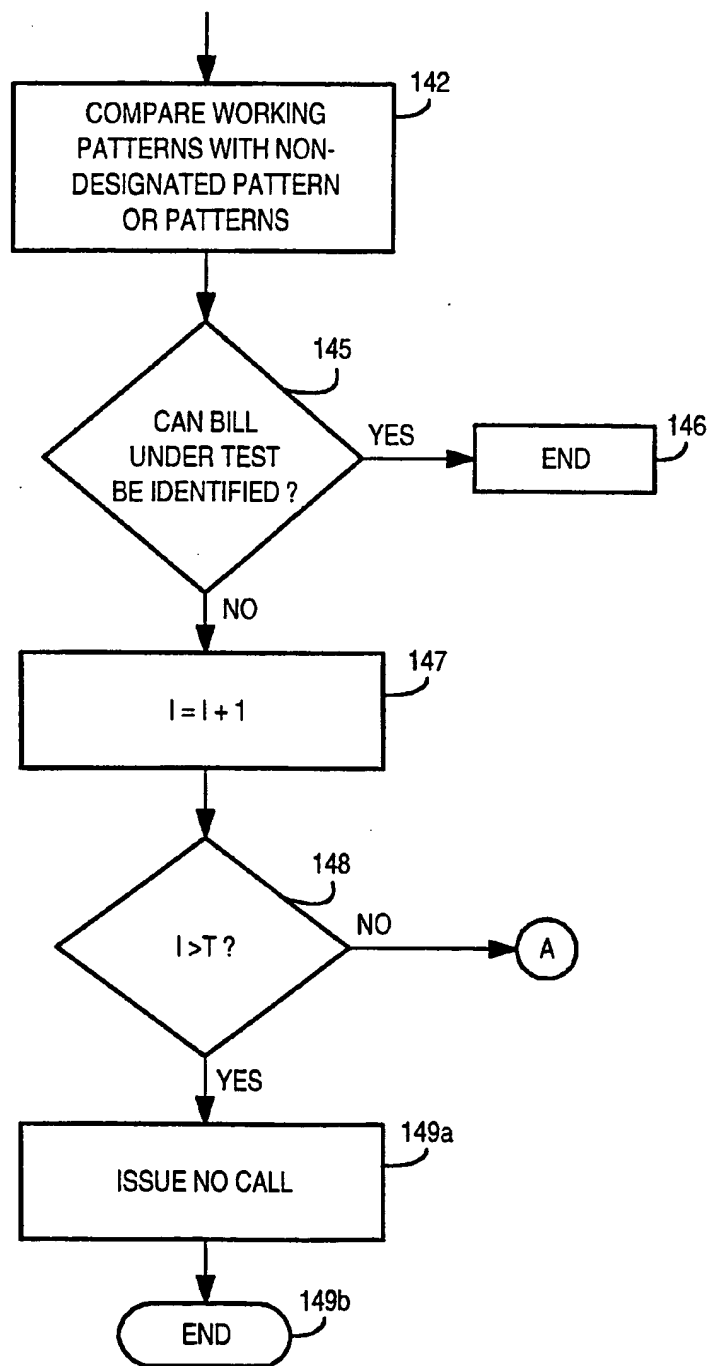 142
COMPARE WORKING
PATTERNS WITH NON-
DESIGNATED PATTERN
OR PATTERNS
145
CAN BILL
UNDER TEST
BE IDENTIFIED ?
YES
146
END
NO
147
I = I + 1
148
I >T ?
NO
A
YES
149a
ISSUE NO CALL
149b
END